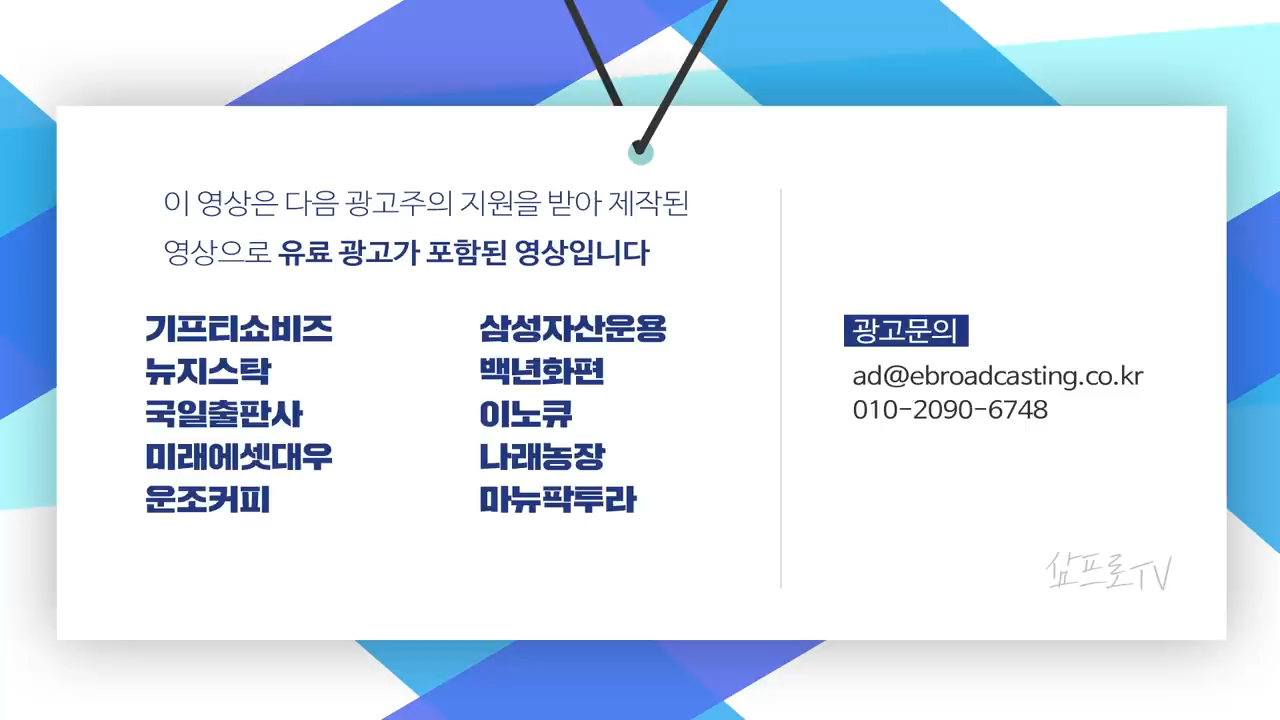 이 영상은 다음 광고주의 지원을 받아 제작된
영상으로 유료 광고가 포함된 영상입니다
기프티쇼비즈
뉴지스탁
국일출판사
미래에셋대우
운조커피
삼성자산운용
백년화편
이노큐
나래농장
마뉴팍투라
광고문의
ad@ebroadcasting.co.kr
010-2090-6748
삼프로TV